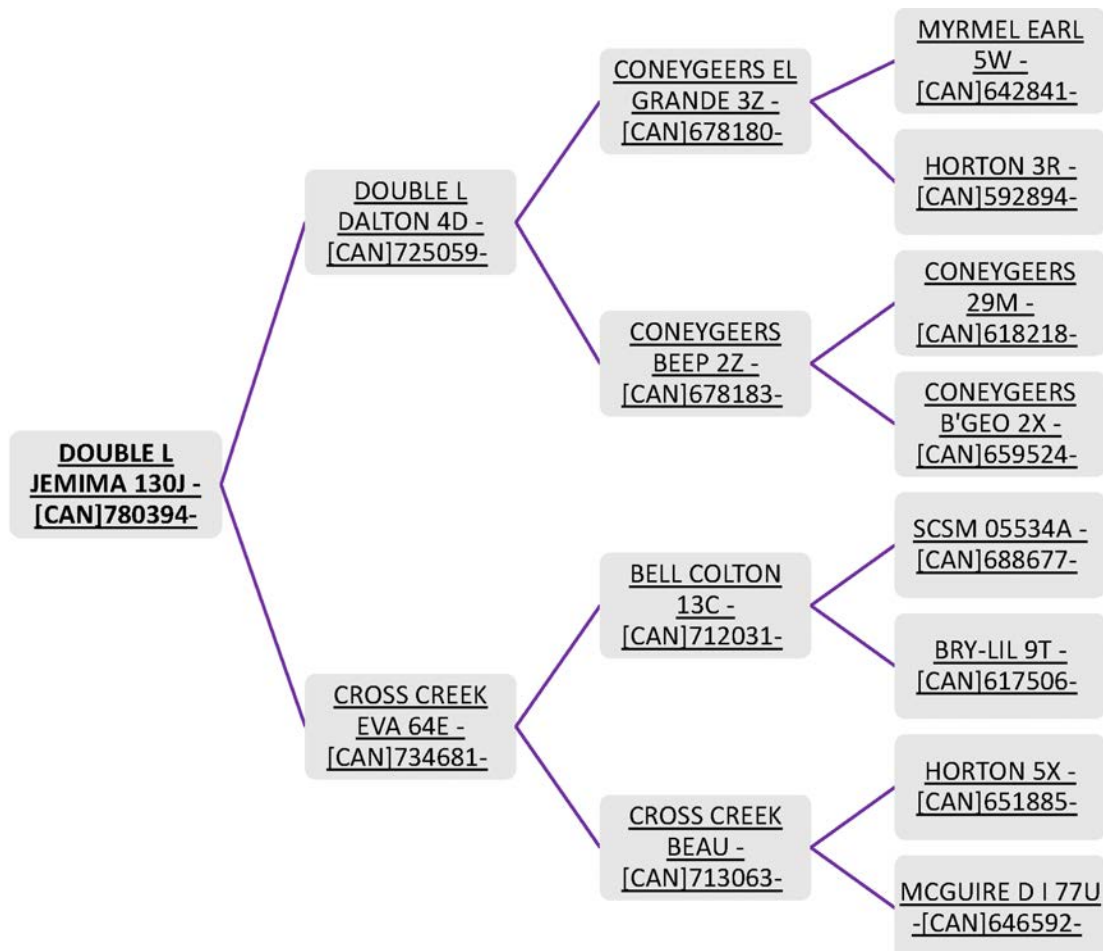 MYRMEL EARL
5W -
[CAN]642841-
CONEYGEERS EL
GRANDE 3Z -
[CAN]678180-
HORTON 3R -
[CAN]592894-
DOUBLE L
DALTON 4D -
[CAN]725059-
CONEYGEERS
29M -
[CAN]618218-
CONEYGEERS
BEEP 2Z -
[CAN]678183-
CONEYGEERS
B'GEO 2X -
[CAN]659524-
DOUBLE L
JEMIMA 130J -
[CAN]780394-
SCSM 05534A -
[CAN]688677-
BELL COLTON
13C -
[CAN]712031-
BRY-LIL 9T -
[CAN]617506-
CROSS CREEK
EVA 64E -
[CAN]734681-
HORTON 5X -
[CAN]651885-
CROSS CREEK
BEAU -
[CAN]713063-
MCGUIRE D I 77U
-[CAN]646592-